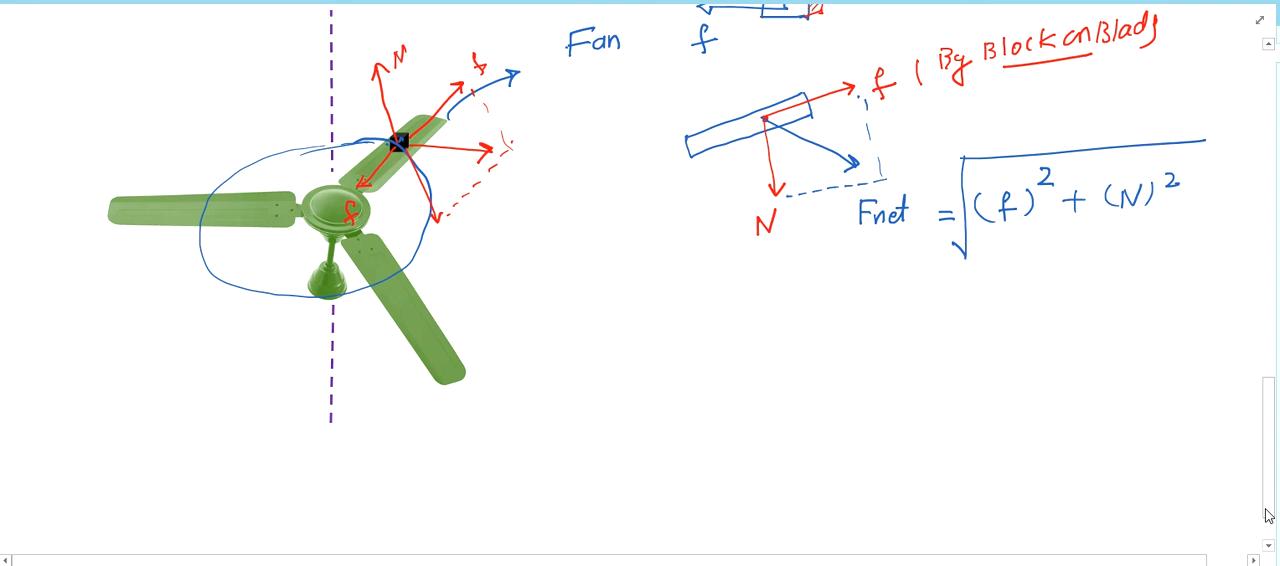 Fan
f
N
f
f
f ( By Block on Blade
N
Fnet = √(f)² + (N)²